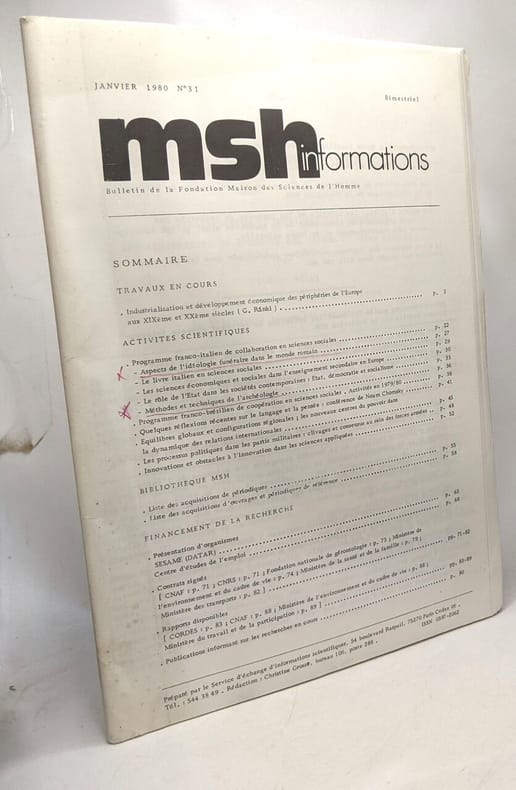 JANVIER 1980 N°31
Bimestriel
msh informations
Bulletin de la Fondation Maison des Sciences de l'Homme
SOMMAIRE
TRAVAUX EN COURS
. Industrialisation et développement économique des périphéries de l'Europe
aux XIXème et XXème siècles ( G. Ránki ) p. 3
ACTIVITES SCIENTIFIQUES
. Programme franco-italien de collaboration en sciences sociales p. 22
- Aspects de l'idéologie funéraire dans le monde romain p. 27
- Le livre italien en sciences sociales p. 29
- Les sciences économiques et sociales dans l'enseignement secondaire en Europe
- Le rôle de l'Etat dans les sociétés contemporaines : Etat, démocratie et socialisme
- Méthodes et techniques de l'archéologie
. Programme franco-brésilien de coopération en sciences sociales . Activités en 1979/80
. Quelques réflexions récentes sur le langage et la pensée : conférence de Noam Chomsky
. Equilibres globaux et configurations régionales ; les nouveaux centres du pouvoir dans
la dynamique des relations internationales p. 45
. Les processus politiques dans les partis militaires : clivages et consensus au sein des forces armées p. 48
. Innovations et obstacles à l'innovation dans les sciences appliquées p. 52
BIBLIOTHEQUE MSH
. Liste des acquisitions de périodiques p. 55
. Liste des acquisitions d'ouvrages et périodiques de référence p. 58
FINANCEMENT DE LA RECHERCHE
. Présentation d'organismes
SESAME (DATAR)
Centre d'études de l'emploi p. 68
. Contrats signés
[ CNAF : p. 71 ; CNRS : p. 71 ; Fondation nationale de gérontologie : p. 73 ; Ministère de
l'environnement et du cadre de vie : p. 74 ; Ministère de la santé et de la famille : p. 79 ;
Ministère des transports : p. 82 ] pp. 71-82
. Rapports disponibles
[ CORDES : p. 83 ; CNAF : p. 88 ; Ministère de l'environnement et du cadre de vie : p. 88 ;
Ministère du travail et de la participation : p. 89 ] pp. 83-89
. Publications informant sur les recherches en cours p. 90
Préparé par le Service d'échange d'informations scientifiques, 54 boulevard Raspail, 75270 Paris Cedex 06 .
Tél. : 544 38 49 . Rédaction : Christine Grosse, bureau 108, poste 286 .